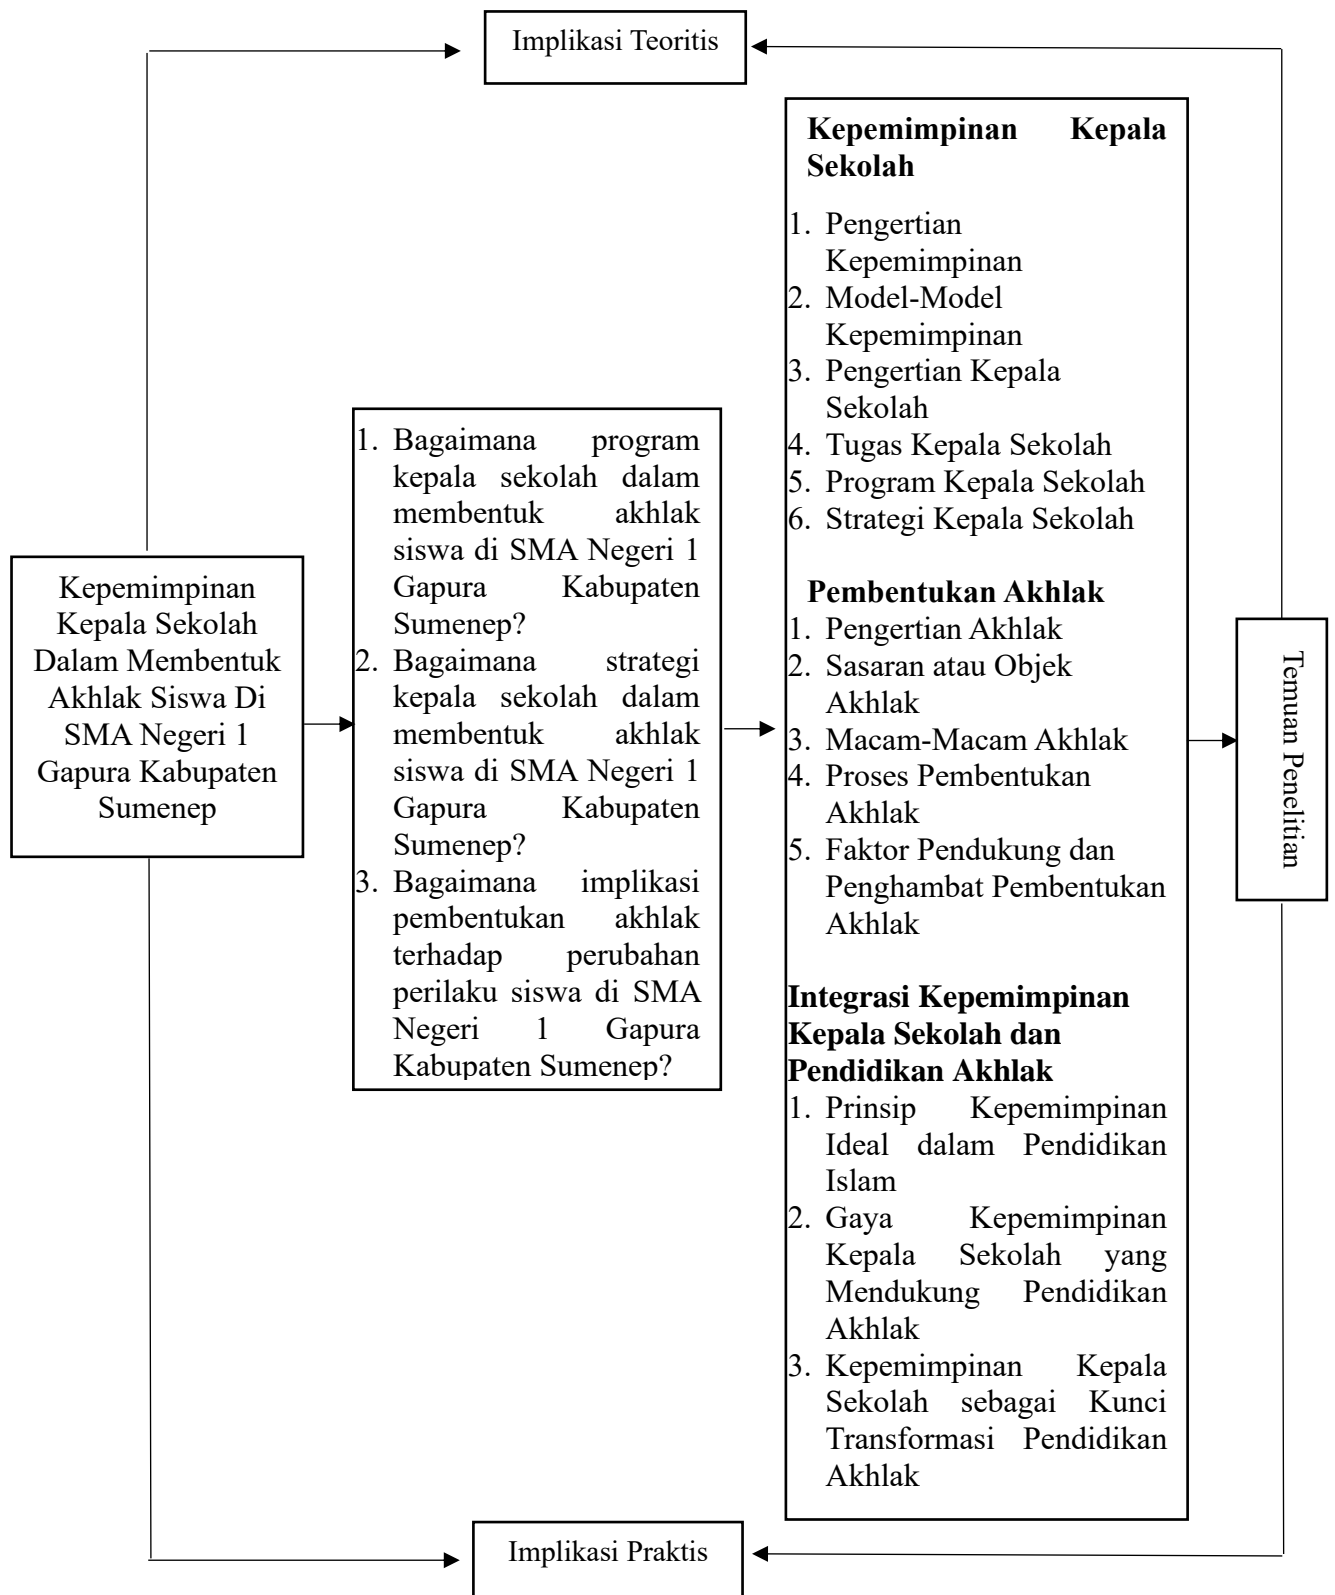 Implikasi Teoritis
Kepemimpinan
Kepala Sekolah
Dalam Membentuk
Akhlak Siswa Di
SMA Negeri 1
Gapura Kabupaten
Sumenep
1. Bagaimana program
kepala sekolah dalam
membentuk akhlak
siswa di SMA Negeri 1
Gapura Kabupaten
Sumenep?
2. Bagaimana strategi
kepala sekolah dalam
membentuk akhlak
siswa di SMA Negeri 1
Gapura Kabupaten
Sumenep?
3. Bagaimana implikasi
pembentukan akhlak
terhadap perubahan
perilaku siswa di SMA
Negeri 1 Gapura
Kabupaten Sumenep?
Kepemimpinan Kepala
Sekolah
1. Pengertian
Kepemimpinan
2. Model-Model
Kepemimpinan
3. Pengertian Kepala
Sekolah
4. Tugas Kepala Sekolah
5. Program Kepala Sekolah
6. Strategi Kepala Sekolah
Pembentukan Akhlak
1. Pengertian Akhlak
2. Sasaran atau Objek
Akhlak
3. Macam-Macam Akhlak
4. Proses Pembentukan
Akhlak
5. Faktor Pendukung dan
Penghambat Pembentukan
Akhlak
Integrasi Kepemimpinan
Kepala Sekolah dan
Pendidikan Akhlak
1. Prinsip Kepemimpinan
Ideal dalam Pendidikan
Islam
2. Gaya Kepemimpinan
Kepala Sekolah yang
Mendukung Pendidikan
Akhlak
3. Kepemimpinan Kepala
Sekolah sebagai Kunci
Transformasi Pendidikan
Akhlak
Temuan Penelitian
Implikasi Praktis